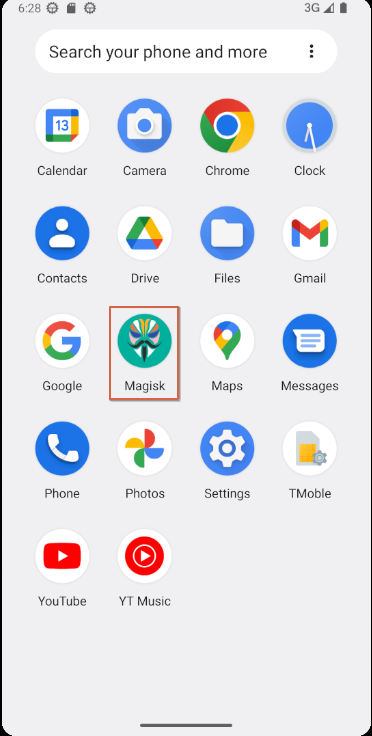 6:28 3G
Search your phone and more
13
Calendar Camera Chrome Clock
Contacts Drive Files Gmail
Google Magisk Maps Messages
Phone Photos Settings TMoble
YouTube YT Music